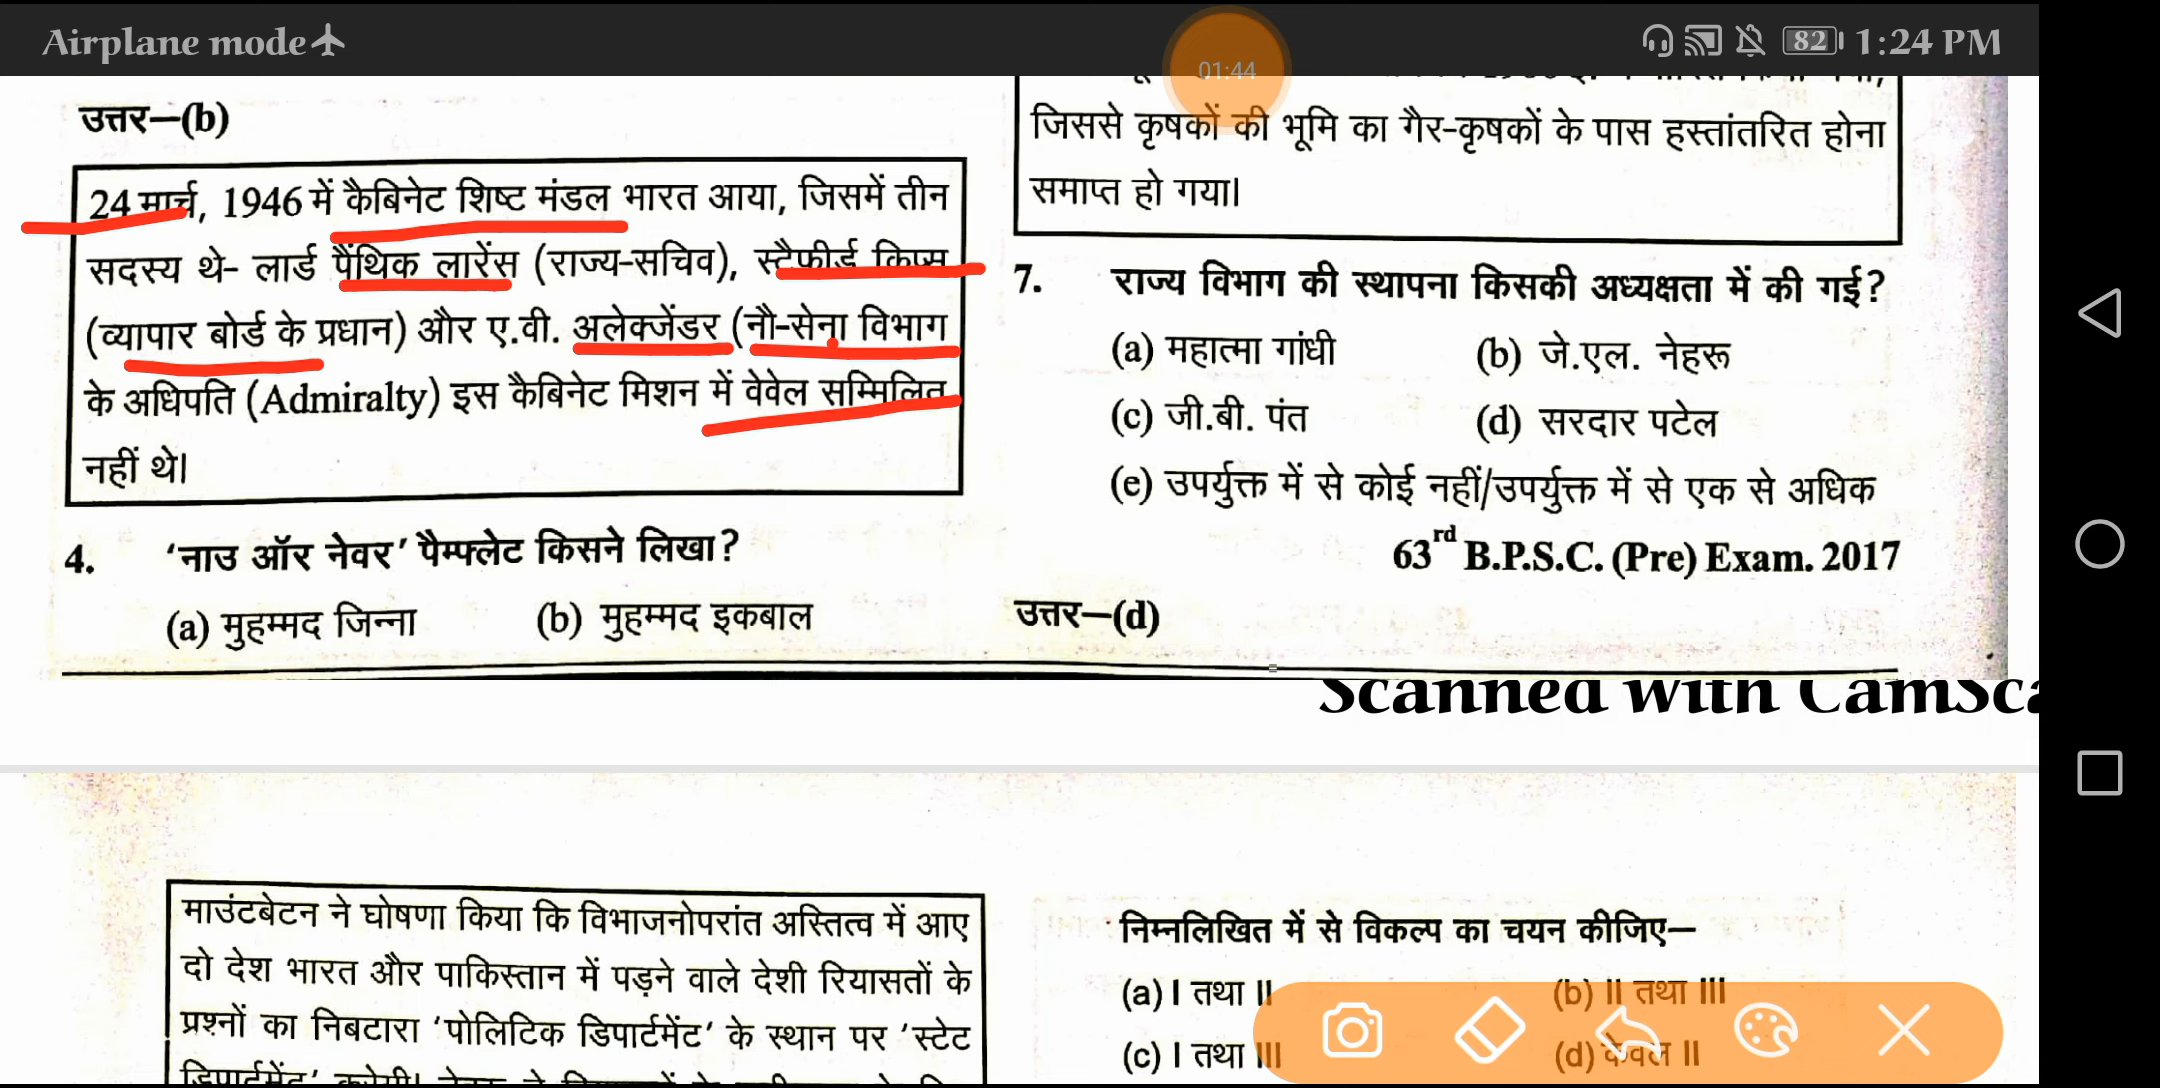 Airplane mode
82 1:24 PM
01:44
उत्तर–(b)
24 मार्च, 1946 में कैबिनेट शिष्ट मंडल भारत आया, जिसमें तीन
सदस्य थे- लार्ड पैंथिक लारेंस (राज्य-सचिव), स्टैफीर्ड क्रिप्स
(व्यापार बोर्ड के प्रधान) और ए.वी. अलेक्जेंडर (नौ-सेना विभाग
के अधिपति (Admiralty) इस कैबिनेट मिशन में वेवेल सम्मिलित
नहीं थे।
4. ‘नाउ ऑर नेवर’ पैम्फ्लेट किसने लिखा?
(a) मुहम्मद जिन्ना (b) मुहम्मद इकबाल
जिससे कृषकों की भूमि का गैर-कृषकों के पास हस्तांतरित होना
समाप्त हो गया।
7. राज्य विभाग की स्थापना किसकी अध्यक्षता में की गई?
(a) महात्मा गांधी (b) जे.एल. नेहरू
(c) जी.बी. पंत (d) सरदार पटेल
(e) उपर्युक्त में से कोई नहीं/उपर्युक्त में से एक से अधिक
63rd B.P.S.C. (Pre) Exam. 2017
उत्तर–(d)
Scanned with CamSca
माउंटबेटन ने घोषणा किया कि विभाजनोपरांत अस्तित्व में आए
दो देश भारत और पाकिस्तान में पड़ने वाले देशी रियासतों के
प्रश्नों का निबटारा ‘पोलिटिक डिपार्टमेंट’ के स्थान पर ‘स्टेट
डिपार्टमेंट’ करेगी।
निम्नलिखित में से विकल्प का चयन कीजिए–
(a) I तथा II (b) II तथा III
(c) I तथा III (d) केवल II